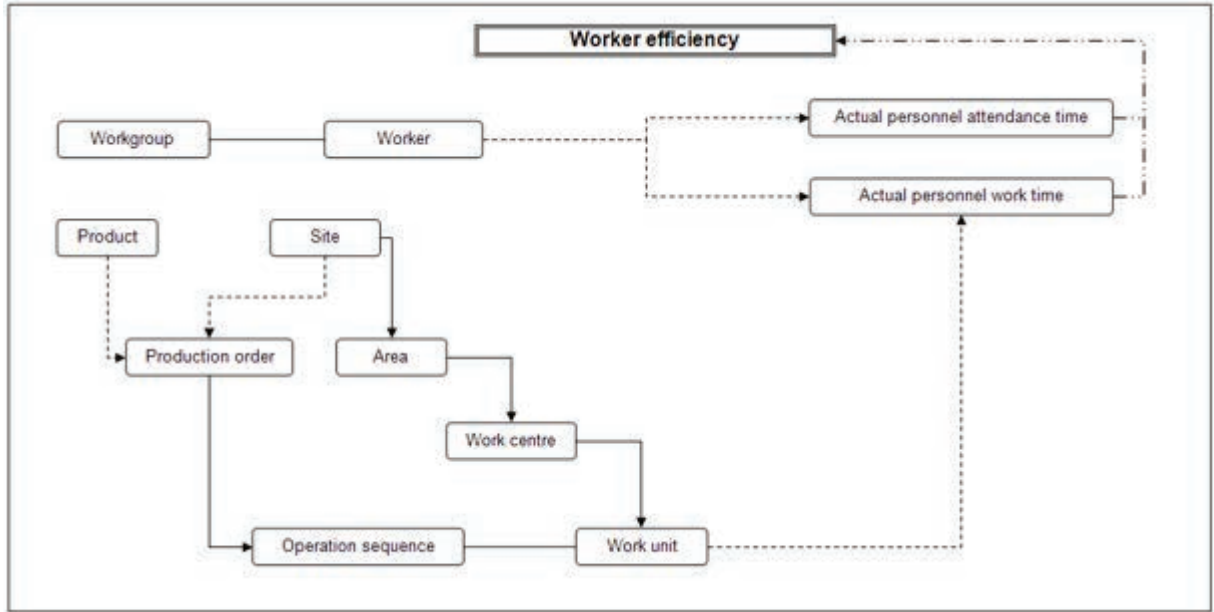 Worker efficiency
Actual personnel attendance time
Workgroup
Worker
Actual personnel work time
Product
Site
Production order
Area
Work centre
Operation sequence
Work unit